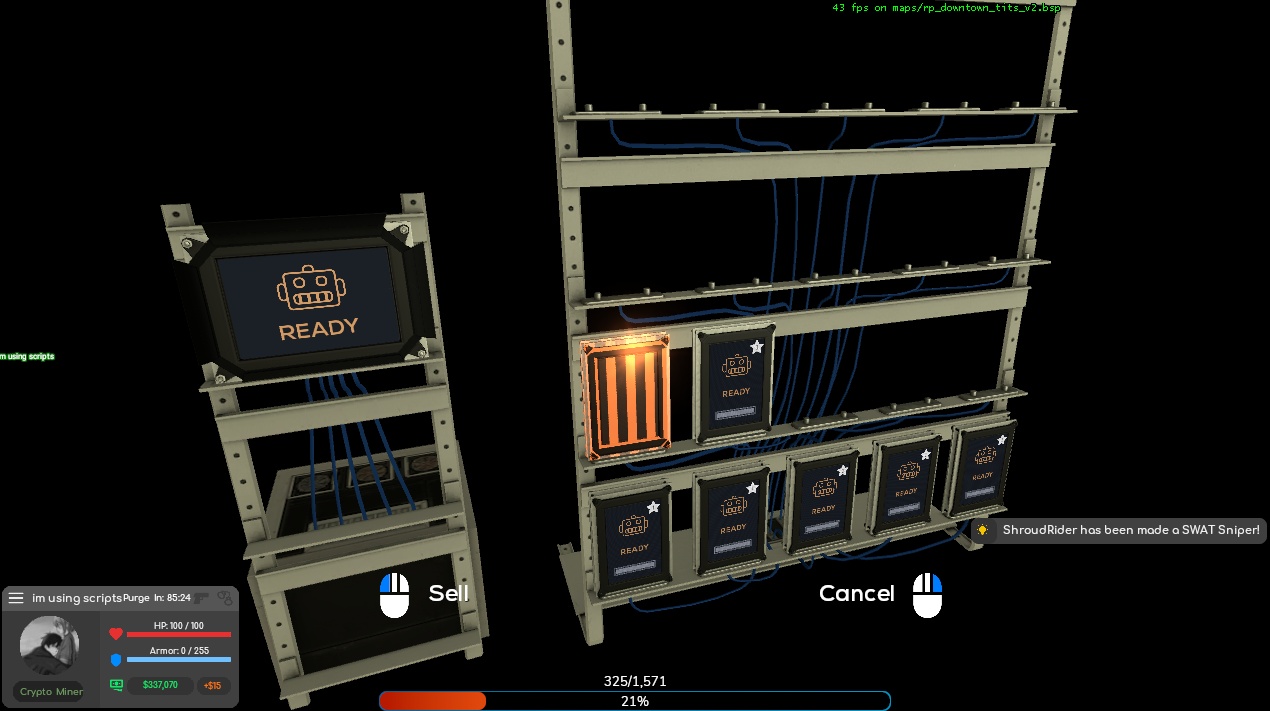 43 fps on maps/rp_downtown_tits_v2.bsp
READY
READY
m using scripts
READY
READY
READY
READY
READY
ShroudRider has been made a SWAT Sniper!
Sell
Cancel
im using scripts
Purge In: 85:24
HP: 100 / 100
Armor: 0 / 255
$337,070
+$15
Crypto Miner
325/1,571
21%